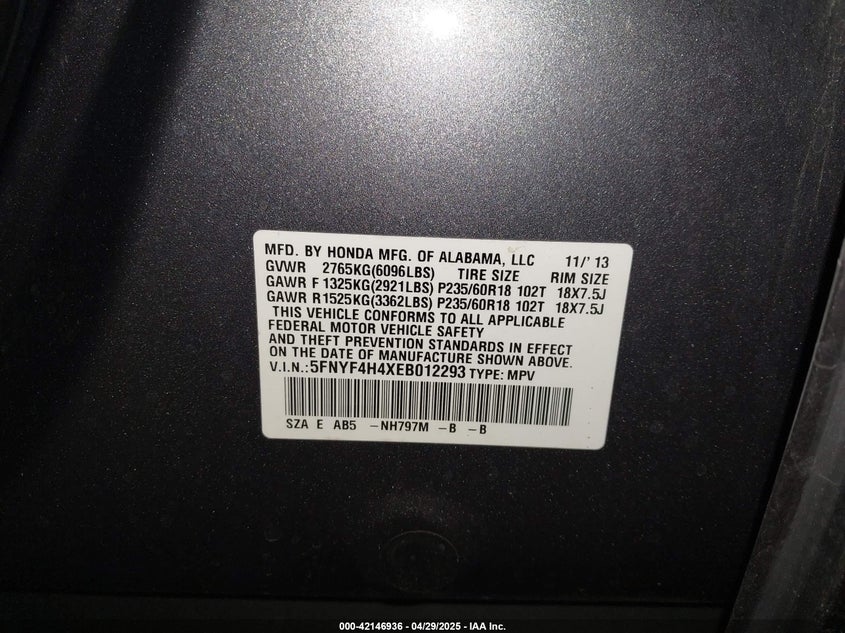 MFD. BY HONDA MFG. OF ALABAMA, LLC 11/'13
GVWR 2765KG(6096LBS) TIRE SIZE RIM SIZE
GAWR F 1325KG(2921LBS) P235/60R18 102T 18X7.5J
GAWR R1525KG(3362LBS) P235/60R18 102T 18X7.5J
THIS VEHICLE CONFORMS TO ALL APPLICABLE
FEDERAL MOTOR VEHICLE SAFETY
AND THEFT PREVENTION STANDARDS IN EFFECT
ON THE DATE OF MANUFACTURE SHOWN ABOVE.
V.I.N.:5FNYF4H4XEB012293 TYPE: MPV
SZA E AB5 -NH797M -B -B
000-42146936 - 04/29/2025 - IAA Inc.